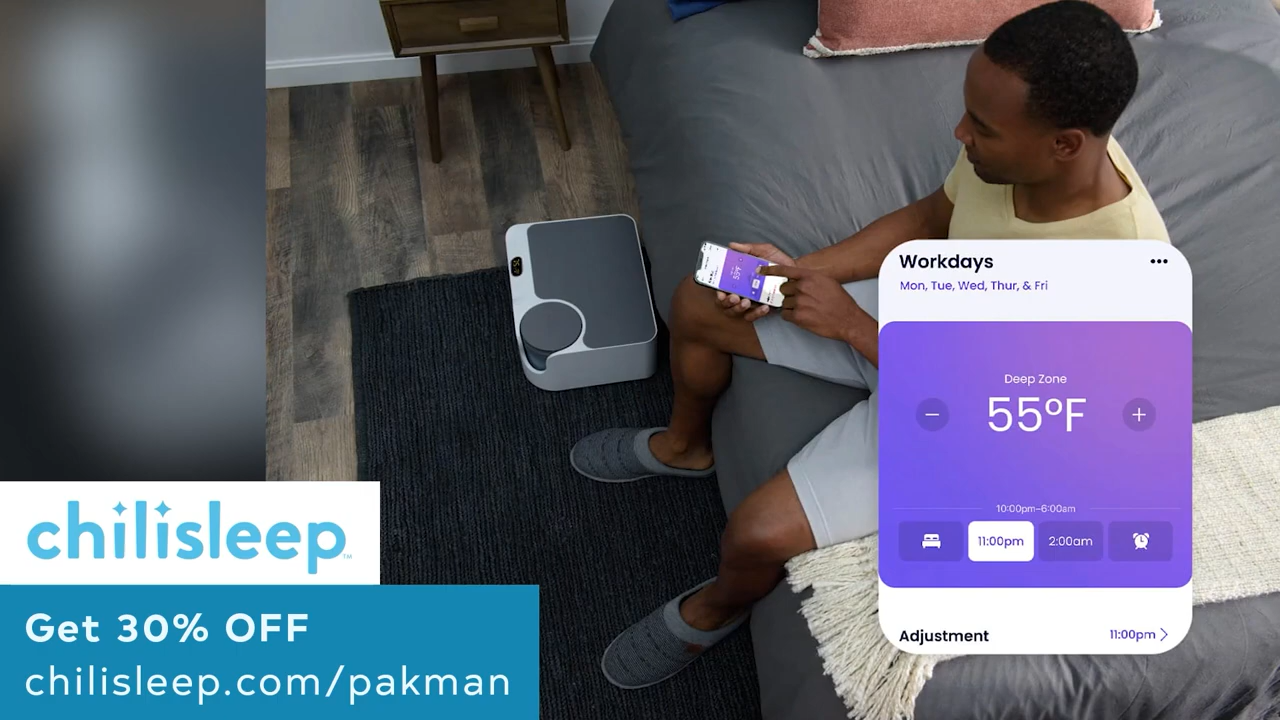 Workdays
Mon, Tue, Wed, Thur, & Fri
Deep Zone
55°F
10:00pm–6:00am
11:00pm
2:00am
Adjustment
11:00pm
chilisleep™
Get 30% OFF
chilisleep.com/pakman